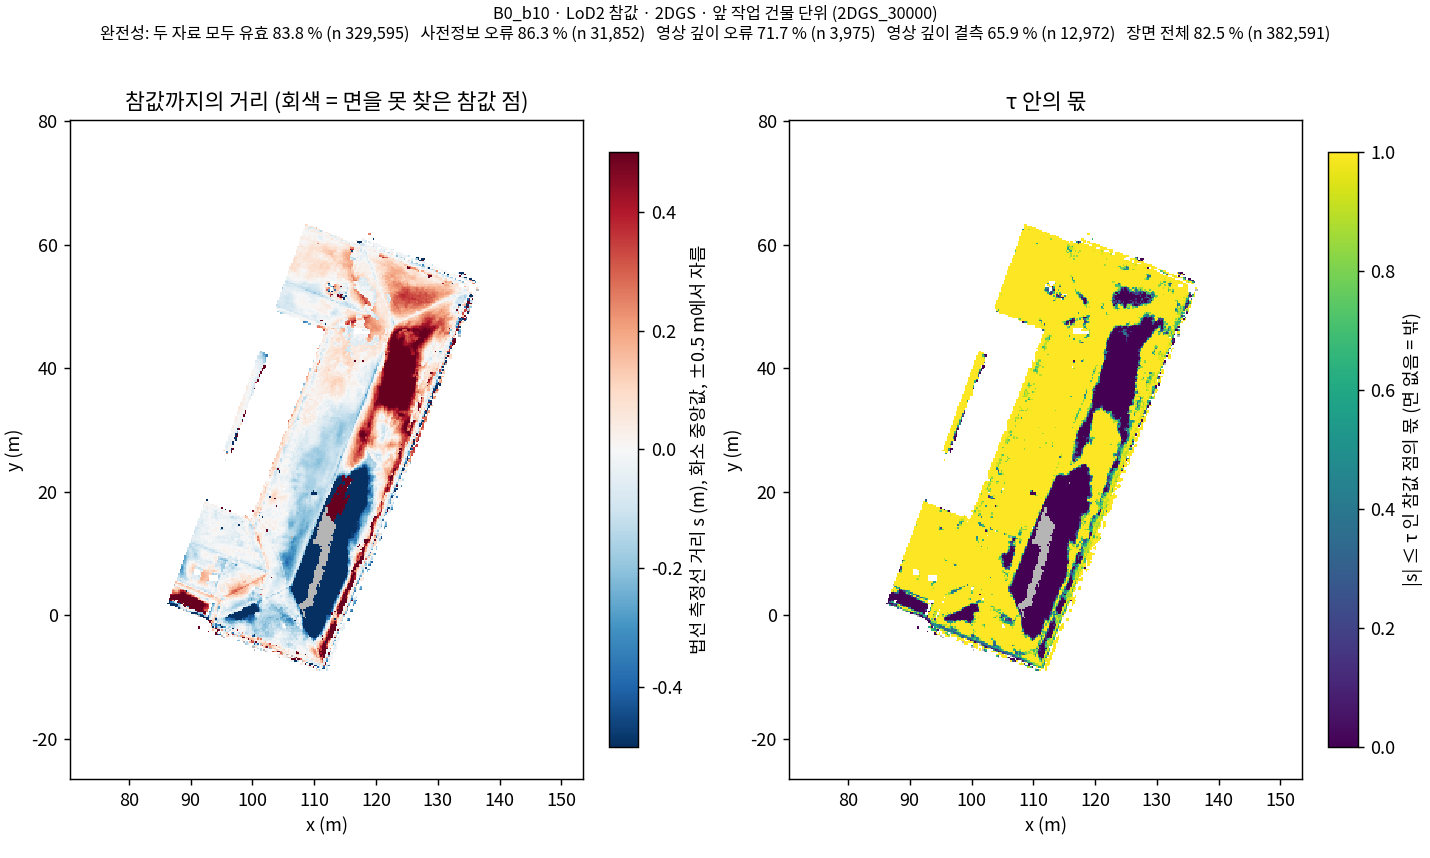 B0_b10 · LoD2 참값 · 2DGS · 앞 작업 건물 단위 (2DGS_30000)
완전성: 두 자료 모두 유효 83.8 % (n 329,595) 사전정보 오류 86.3 % (n 31,852) 영상 깊이 오류 71.7 % (n 3,975) 영상 깊이 결측 65.9 % (n 12,972) 장면 전체 82.5 % (n 382,591)
참값까지의 거리 (회색 = 면을 못 찾은 참값 점)
80
60
40
20
0
-20
y (m)
80 90 100 110 120 130 140 150
x (m)
0.4
0.2
0.0
-0.2
-0.4
법선 측정선 거리 s (m), 화소 중앙값, ±0.5 m에서 자름
τ 안의 몫
80
60
40
20
0
-20
y (m)
80 90 100 110 120 130 140 150
x (m)
1.0
0.8
0.6
0.4
0.2
0.0
|s| ≤ τ 인 참값 점의 몫 (면 없음 = 밖)